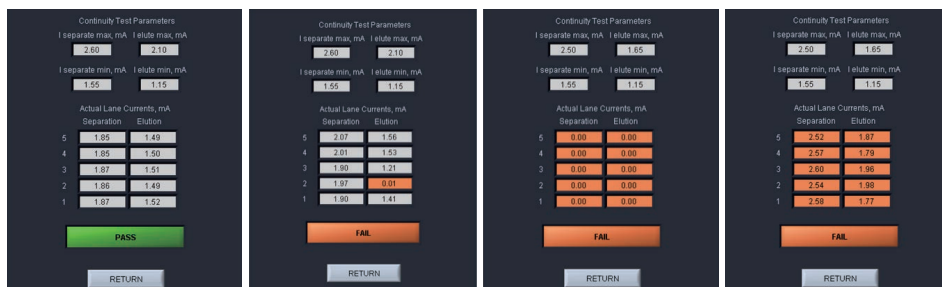 Continuity Test Parameters
I separate max, mA I elute max, mA
2.60 2.10
I separate min, mA I elute min, mA
1.55 1.15
Actual Lane Currents, mA
Separation Elution
5 1.85 1.49
4 1.85 1.50
3 1.87 1.51
2 1.86 1.49
1 1.87 1.52
PASS
RETURN
Continuity Test Parameters
I separate max, mA I elute max, mA
2.60 2.10
I separate min, mA I elute min, mA
1.55 1.15
Actual Lane Currents, mA
Separation Elution
5 2.07 1.56
4 2.01 1.53
3 1.90 1.21
2 1.97 0.01
1 1.90 1.41
FAIL
RETURN
Continuity Test Parameters
I separate max, mA I elute max, mA
2.50 1.65
I separate min, mA I elute min, mA
1.55 1.15
Actual Lane Currents, mA
Separation Elution
5 0.00 0.00
4 0.00 0.00
3 0.00 0.00
2 0.00 0.00
1 0.00 0.00
FAIL
RETURN
Continuity Test Parameters
I separate max, mA I elute max, mA
2.50 1.65
I separate min, mA I elute min, mA
1.55 1.15
Actual Lane Currents, mA
Separation Elution
5 2.52 1.87
4 2.57 1.79
3 2.60 1.96
2 2.54 1.98
1 2.58 1.77
FAIL
RETURN